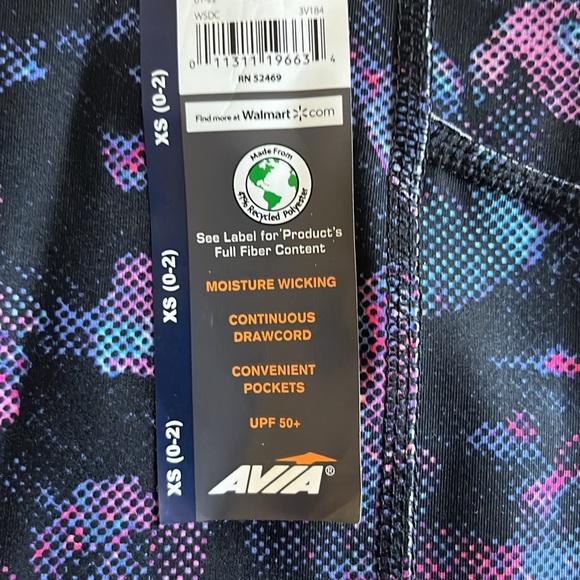 WSDC 3V184
0 11311 19663 4
RN 52469
Find more at Walmart.com
Made From
47% Recycled Polyester
See Label for Product's
Full Fiber Content
MOISTURE WICKING
CONTINUOUS
DRAWCORD
CONVENIENT
POCKETS
UPF 50+
AVIA®
XS (0-2)
XS (0-2)
XS (0-2)